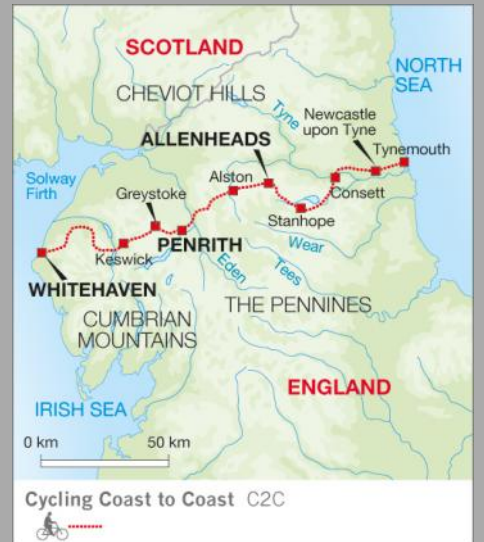 SCOTLAND
NORTH
SEA
CHEVIOT HILLS
Tyne
Newcastle
upon Tyne
ALLENHEADS
Tynemouth
Solway
Firth
Alston
Greystoke
Consett
Stanhope
Keswick
PENRITH
Wear
Eden
Tees
WHITEHAVEN
THE PENNINES
CUMBRIAN
MOUNTAINS
ENGLAND
IRISH SEA
0 km 50 km
Cycling Coast to Coast C2C